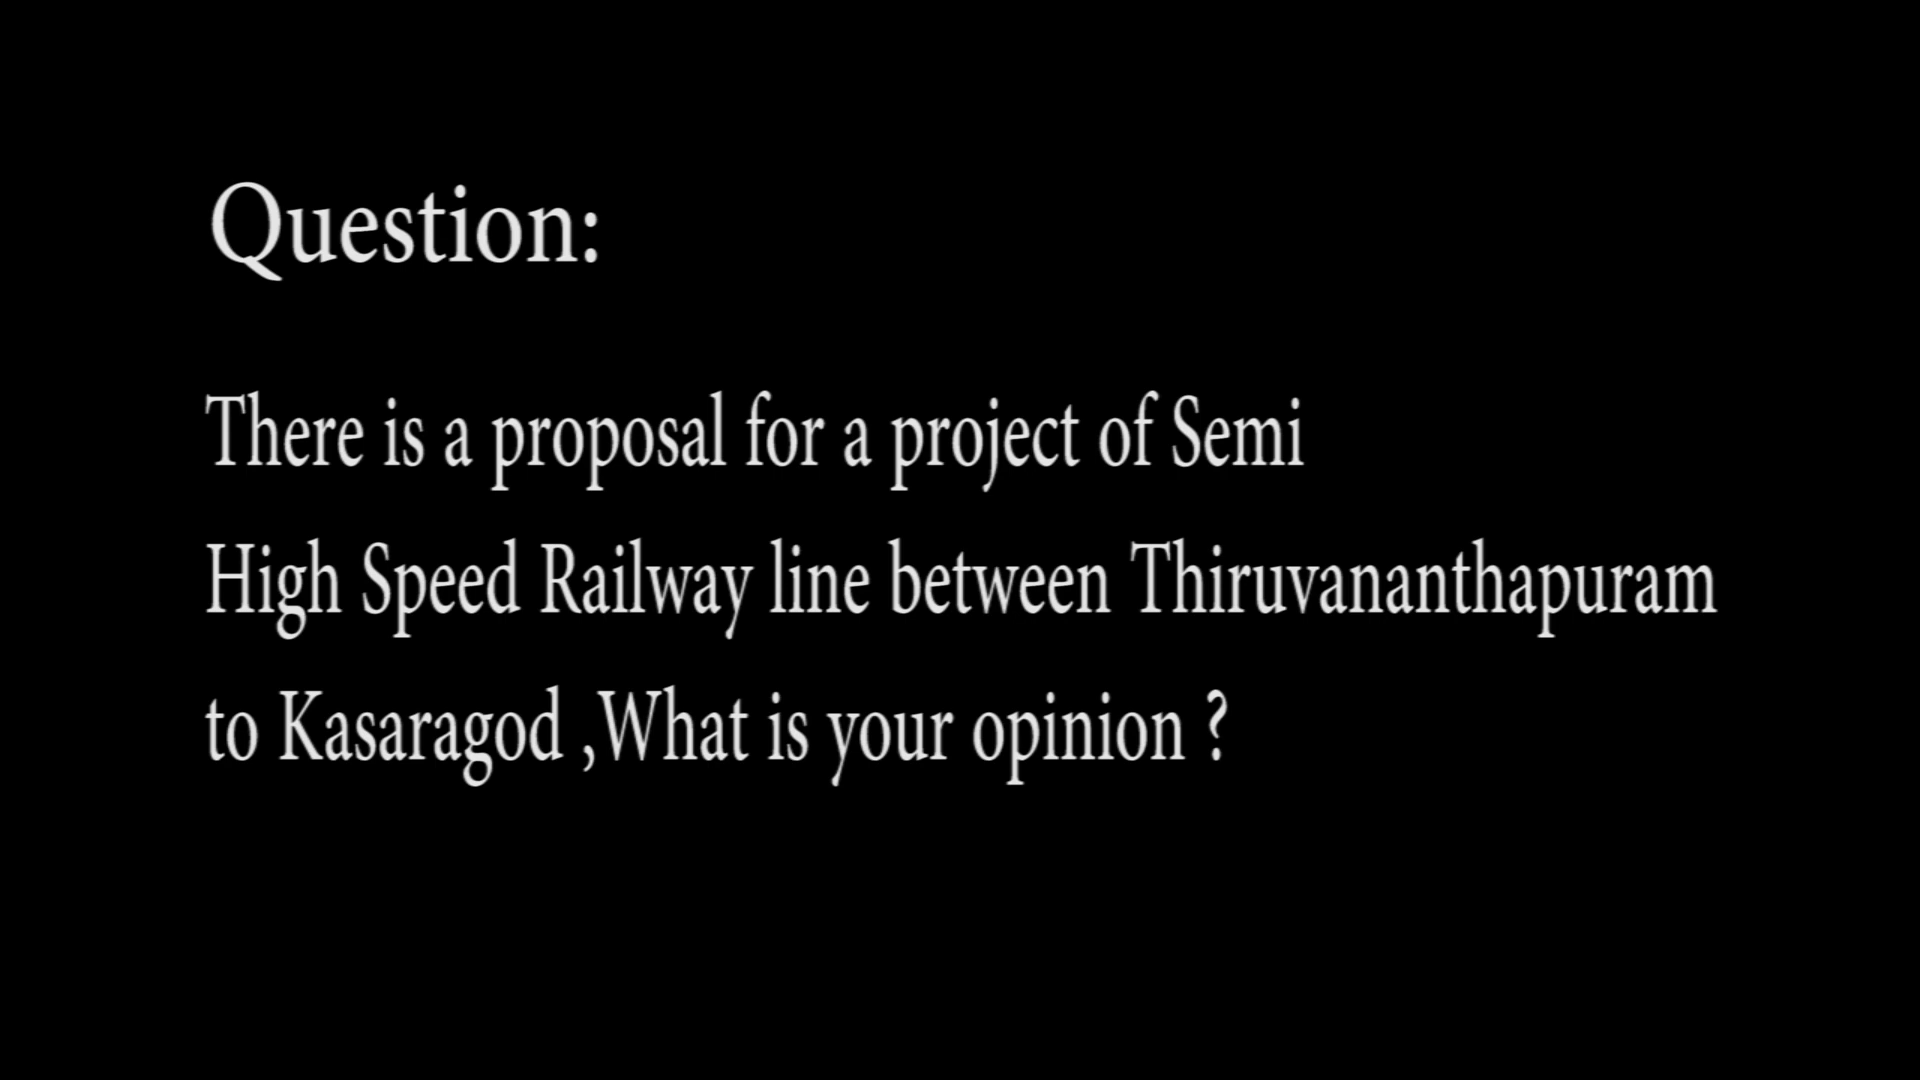 Question:
There is a proposal for a project of Semi
High Speed Railway line between Thiruvananthapuram
to Kasaragod ,What is your opinion ?